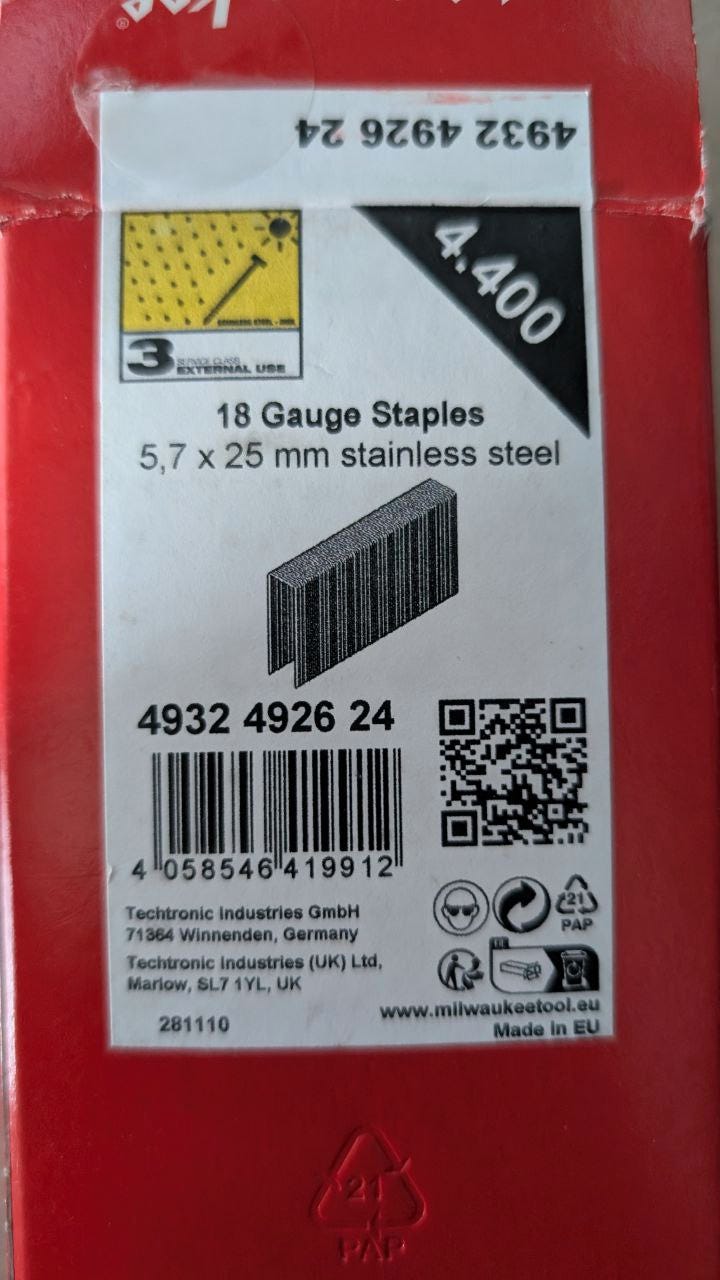 4932 4926 24
4.400
3 SERVICE CLASS
EXTERNAL USE
18 Gauge Staples
5,7 x 25 mm stainless steel
4932 4926 24
4 058546 419912
Techtronic Industries GmbH
71364 Winnenden, Germany
Techtronic Industries (UK) Ltd,
Marlow, SL7 1YL, UK
281110
21
PAP
www.milwaukeetool.eu
Made in EU
21
PAP